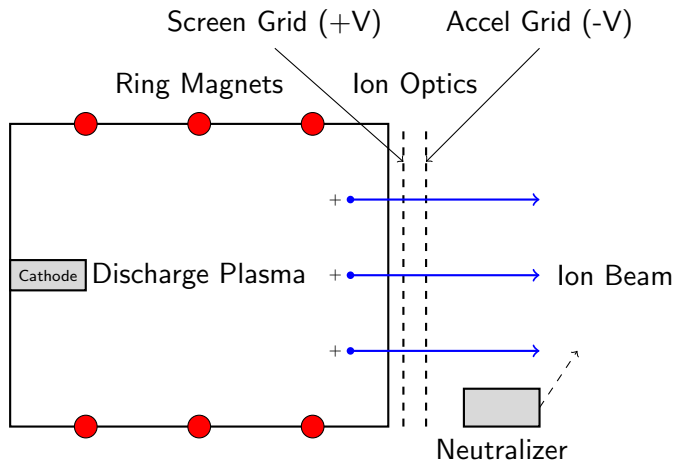 Screen Grid (+V)
Accel Grid (-V)
Ring Magnets
Ion Optics
+
+
Cathode
Discharge Plasma
Ion Beam
+
Neutralizer